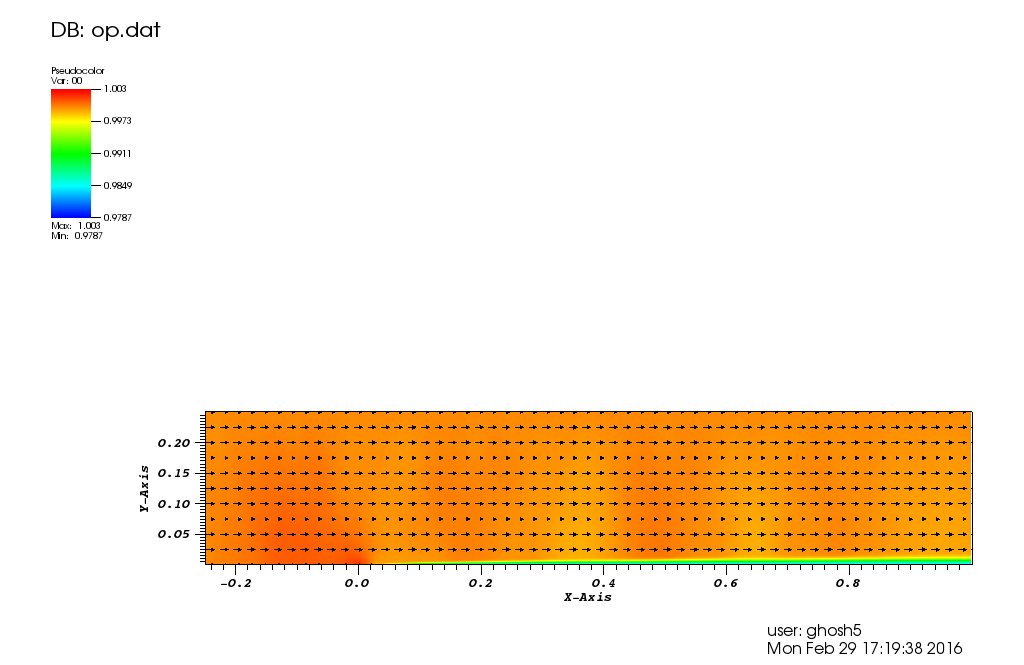 DB: op.dat
Pseudocolor
Var: 00
1.003
0.9973
0.9911
0.9849
0.9787
Max: 1.003
Min: 0.9787
Y-Axis
0.20
0.15
0.10
0.05
-0.2 0.0 0.2 0.4 0.6 0.8
X-Axis
user: ghosh5
Mon Feb 29 17:19:38 2016